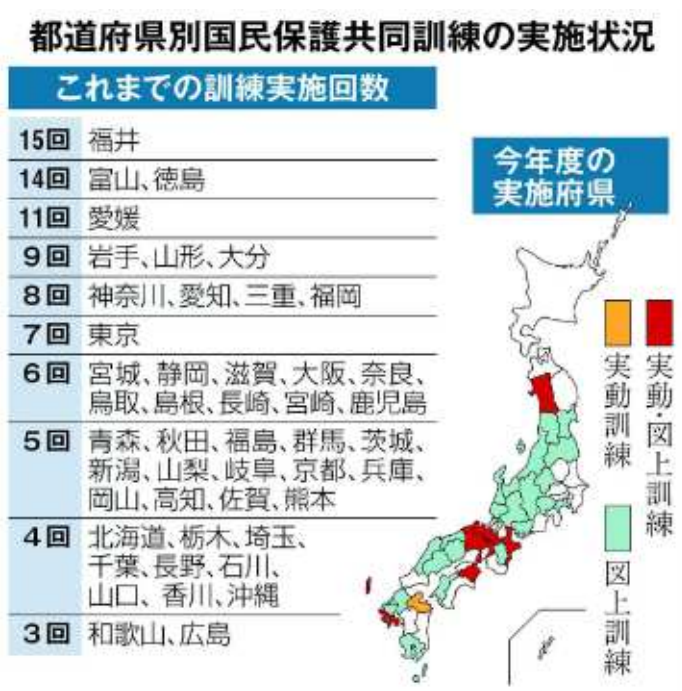 都道府県別国民保護共同訓練の実施状況
これまでの訓練実施回数
15回 福井
14回 富山、徳島
11回 愛媛
9回 岩手、山形、大分
8回 神奈川、愛知、三重、福岡
7回 東京
6回 宮城、静岡、滋賀、大阪、奈良、
鳥取、島根、長崎、宮崎、鹿児島
5回 青森、秋田、福島、群馬、茨城、
新潟、山梨、岐阜、京都、兵庫、
岡山、高知、佐賀、熊本
4回 北海道、栃木、埼玉、
千葉、長野、石川、
山口、香川、沖縄
3回 和歌山、広島
今年度の
実施府県
実動・図上訓練
実動訓練
図上訓練